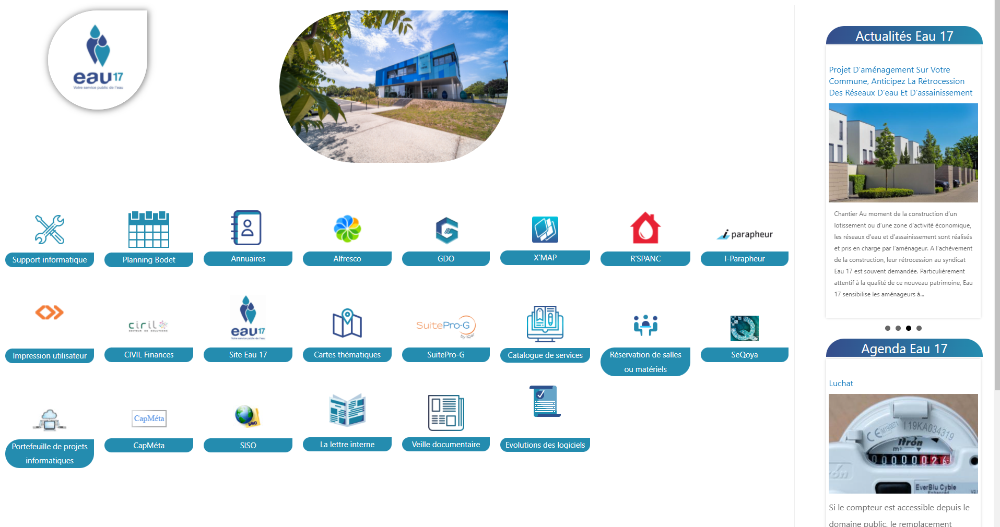 eau17
Votre service public de l'eau
Support informatique
Planning Bodet
Annuaires
Alfresco
GDO
X'MAP
R'SPANC
i parapheur
I-Parapheur
Impression utilisateur
ciril
EDITEUR DE SOLUTIONS
CIVIL Finances
eau17
Votre service public de l'eau
Site Eau 17
Cartes thématiques
SuitePro-G
by iQar
SuitePro-G
Catalogue de services
Réservation de salles
ou matériels
SeQoya
Portefeuille de projets
informatiques
CapMéta
CapMéta
SISO
SISO
La lettre interne
Veille documentaire
Evolutions des logiciels
Actualités Eau 17
Projet D’aménagement Sur Votre
Commune, Anticipez La Rétrocession
Des Réseaux D’eau Et D’assainissement
Chantier Au moment de la construction d’un
lotissement ou d’une zone d’activité économique,
les réseaux d’eau et d’assainissement sont réalisés
et pris en charge par l’aménageur. A l’achèvement
de la construction, leur rétrocession au syndicat
Eau 17 est souvent demandée. Particulièrement
attentif à la qualité de ce nouveau patrimoine, Eau
17 sensibilise les aménageurs à...
Agenda Eau 17
Luchat
I19KA034319
Itrón
m³
0000026
EverBlu Cyble
Enhanced
Si le compteur est accessible depuis le
domaine public, le remplacement